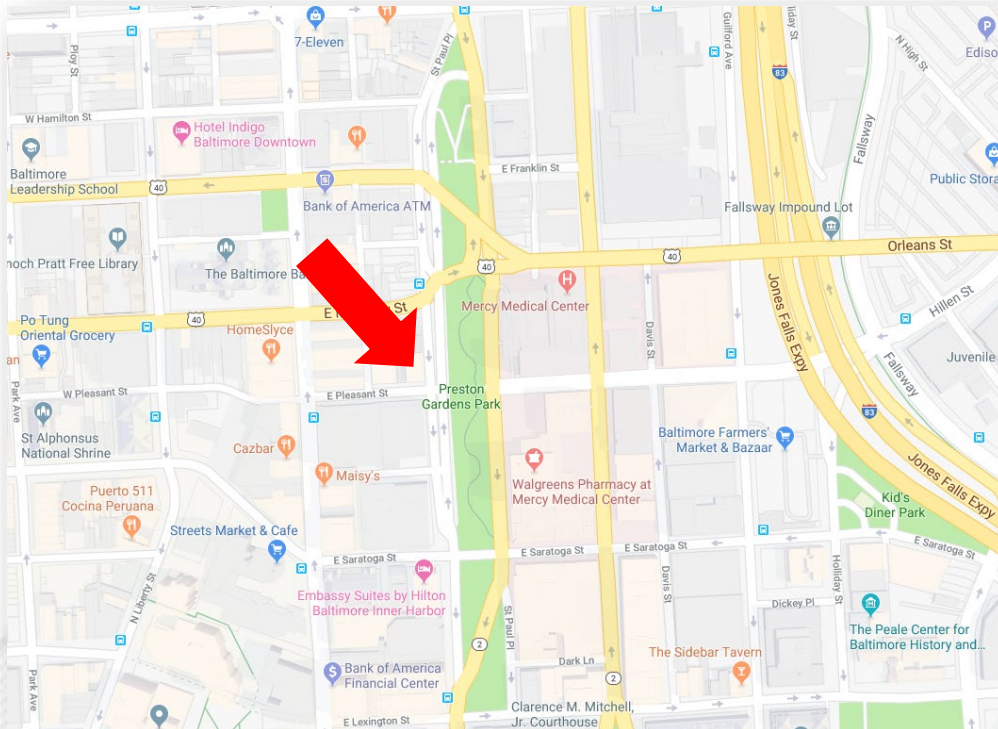 7-Eleven
St Paul Pl
Guilford Ave
liday St
N High St
Ediso
Ploy St
83
W Hamilton St
Hotel Indigo
Baltimore Downtown
Fallsway
Baltimore
Leadership School
40
E Franklin St
Public Stora
Bank of America ATM
Fallsway Impound Lot
noch Pratt Free Library
The Baltimore Ba
40
40
Orleans St
Mercy Medical Center
Hillen St
Jones Falls Expy
E
St
40
Po Tung
Oriental Grocery
HomeSlyce
Davis St
an
Juvenile
Fallsway
Park Ave
W Pleasant St
E Pleasant St
Preston
Gardens Park
83
St Alphonsus
National Shrine
Cazbar
Baltimore Farmers'
Market & Bazaar
Maisy's
Walgreens Pharmacy at
Mercy Medical Center
Jones Falls Expy
Puerto 511
Cocina Peruana
Kid's
Diner Park
Streets Market & Cafe
E Saratoga St
E Saratoga St
E Saratoga St
E Saratoga St
Embassy Suites by Hilton
Baltimore Inner Harbor
N Liberty St
Davis St
Holliday St
Dickey Pl
St Paul Pl
The Peale Center for
Baltimore History and...
2
The Sidebar Tavern
Dark Ln
Bank of America
Financial Center
2
Park Ave
Clarence M. Mitchell,
Jr. Courthouse
E Lexington St